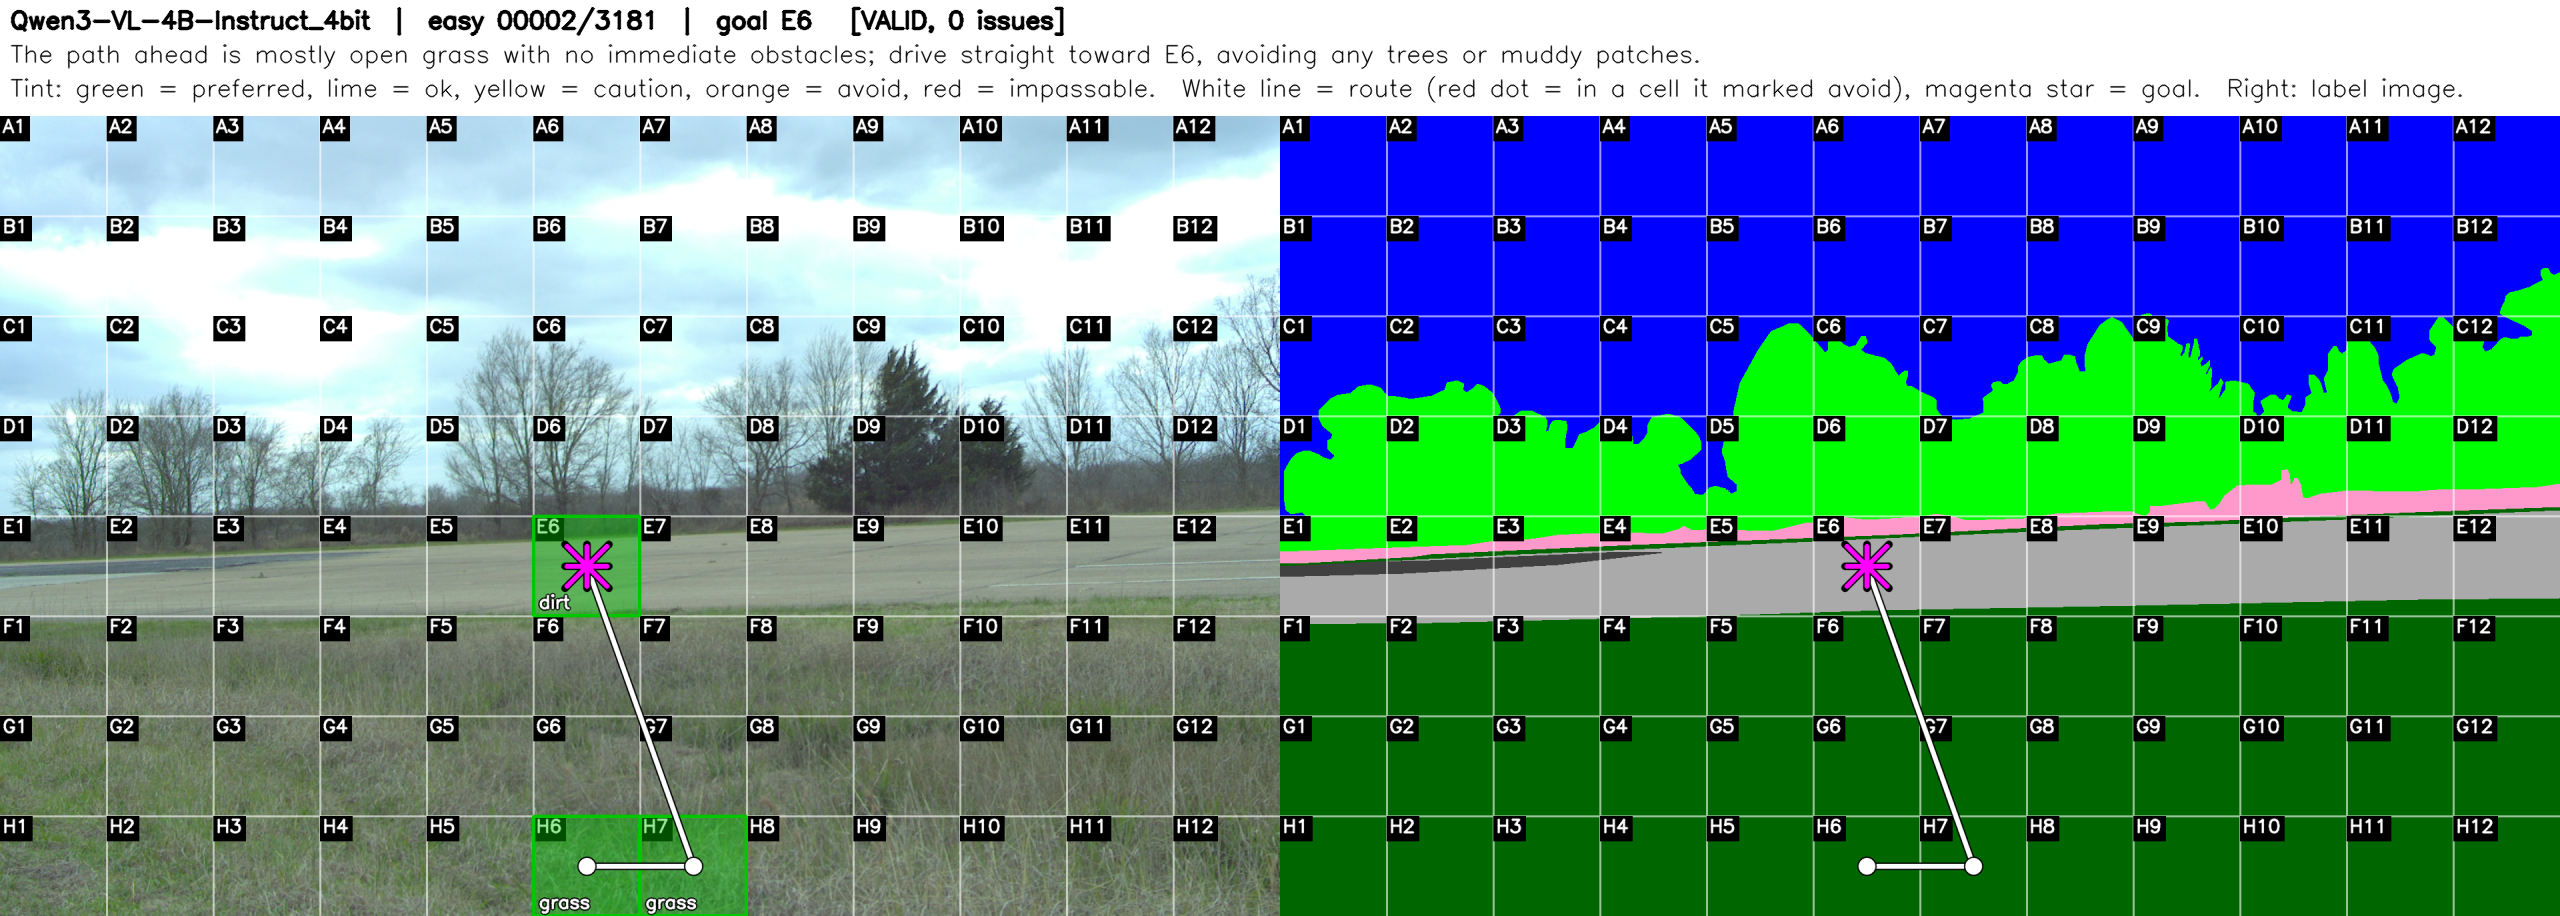 Qwen3-VL-4B-Instruct_4bit | easy 00002/3181 | goal E6 [VALID, 0 issues]
The path ahead is mostly open grass with no immediate obstacles; drive straight toward E6, avoiding any trees or muddy patches.
Tint: green = preferred, lime = ok, yellow = caution, orange = avoid, red = impassable. White line = route (red dot = in a cell it marked avoid), magenta star = goal. Right: label image.
A1 A2 A3 A4 A5 A6 A7 A8 A9 A10 A11 A12 A1 A2 A3 A4 A5 A6 A7 A8 A9 A10 A11 A12
B1 B2 B3 B4 B5 B6 B7 B8 B9 B10 B11 B12 B1 B2 B3 B4 B5 B6 B7 B8 B9 B10 B11 B12
C1 C2 C3 C4 C5 C6 C7 C8 C9 C10 C11 C12 C1 C2 C3 C4 C5 C6 C7 C8 C9 C10 C11 C12
D1 D2 D3 D4 D5 D6 D7 D8 D9 D10 D11 D12 D1 D2 D3 D4 D5 D6 D7 D8 D9 D10 D11 D12
E1 E2 E3 E4 E5 E6 E7 E8 E9 E10 E11 E12 E1 E2 E3 E4 E5 E6 E7 E8 E9 E10 E11 E12
dirt
F1 F2 F3 F4 F5 F6 F7 F8 F9 F10 F11 F12 F1 F2 F3 F4 F5 F6 F7 F8 F9 F10 F11 F12
G1 G2 G3 G4 G5 G6 G7 G8 G9 G10 G11 G12 G1 G2 G3 G4 G5 G6 G7 G8 G9 G10 G11 G12
H1 H2 H3 H4 H5 H6 H7 H8 H9 H10 H11 H12 H1 H2 H3 H4 H5 H6 H7 H8 H9 H10 H11 H12
grass grass